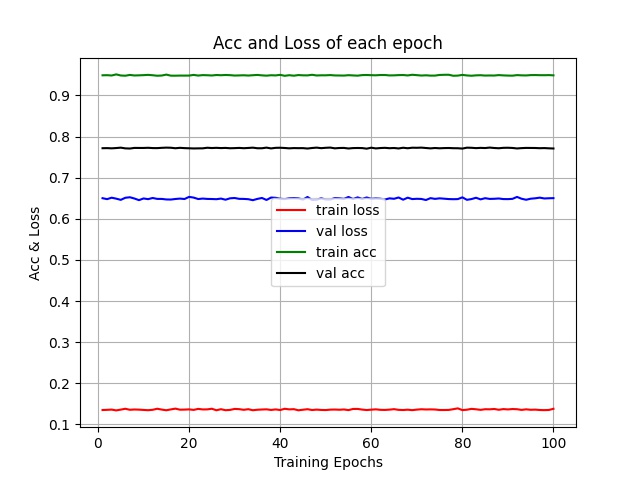 Acc and Loss of each epoch
Acc & Loss
0.9
0.8
0.7
0.6
0.5
0.4
0.3
0.2
0.1
train loss
val loss
train acc
val acc
0 20 40 60 80 100
Training Epochs